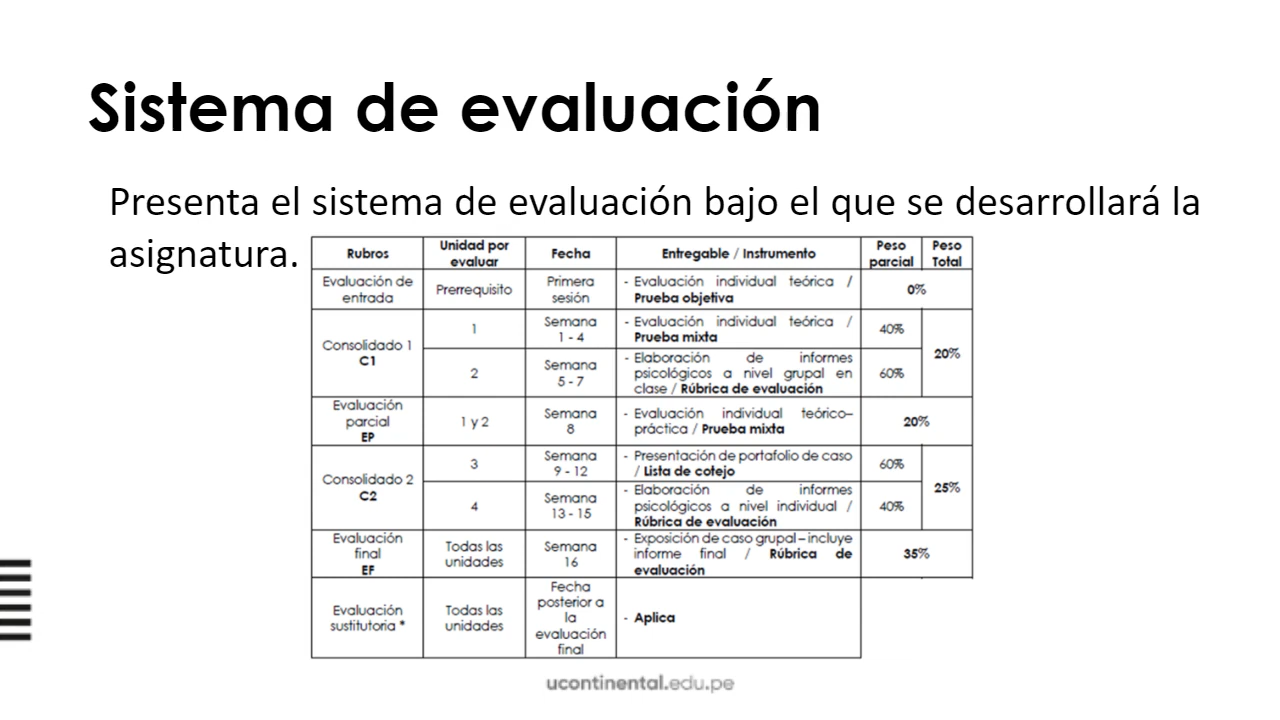 Sistema de evaluación
Presenta el sistema de evaluación bajo el que se desarrollará la
asignatura.
Rubros
Unidad por
evaluar
Fecha
Entregable / Instrumento
Peso
parcial
Peso
Total
Evaluación de
entrada
Prerrequisito
Primera
sesión
- Evaluación individual teórica /
Prueba objetiva
0%
Consolidado 1
C1
1
Semana
1 - 4
- Evaluación individual teórica /
Prueba mixta
40%
20%
2
Semana
5 - 7
- Elaboración de informes
psicológicos a nivel grupal en
clase / Rúbrica de evaluación
60%
Evaluación
parcial
EP
1 y 2
Semana
8
- Evaluación individual teórico–
práctica / Prueba mixta
20%
Consolidado 2
C2
3
Semana
9 - 12
- Presentación de portafolio de caso
/ Lista de cotejo
60%
25%
4
Semana
13 - 15
- Elaboración de informes
psicológicos a nivel individual /
Rúbrica de evaluación
40%
Evaluación
final
EF
Todas las
unidades
Semana
16
- Exposición de caso grupal – incluye
informe final / Rúbrica de
evaluación
35%
Evaluación
sustitutoria *
Todas las
unidades
Fecha
posterior a
la
evaluación
final
- Aplica
ucontinental.edu.pe